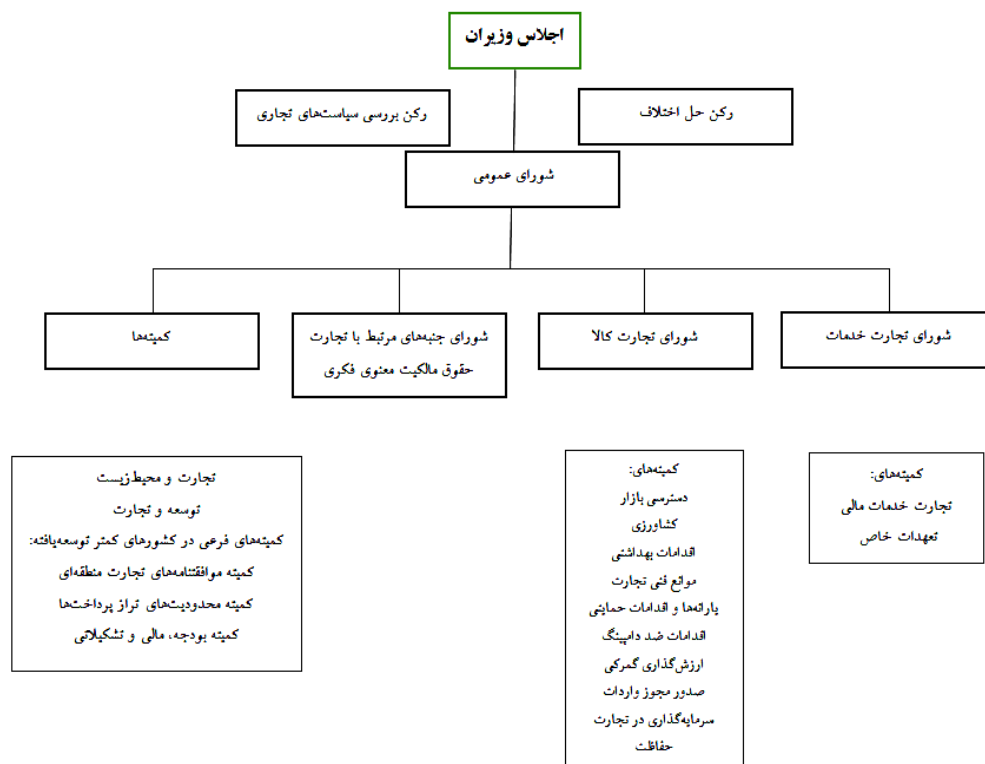 اجلاس وزیران
رکن حل اختلاف
رکن بررسی سیاست‌های تجاری
شورای عمومی
شورای تجارت خدمات
شورای تجارت کالا
شورای جنبه‌های مرتبط با تجارت
حقوق مالکیت معنوی فکری
کمیته‌ها
کمیته‌های:
تجارت خدمات مالی
تعهدات خاص
کمیته‌های:
دسترسی بازار
کشاورزی
اقدامات بهداشتی
موانع فنی تجارت
یارانه‌ها و اقدامات حمایتی
اقدامات ضد دامپینگ
ارزش‌گذاری گمرکی
صدور مجوز واردات
سرمایه‌گذاری در تجارت
حفاظت
تجارت و محیط‌زیست
توسعه و تجارت
کمیته‌های فرعی در کشورهای کمتر توسعه‌یافته:
کمیته موافقتنامه‌های تجارت منطقه‌ای
کمیته محدودیت‌های تراز پرداخت‌ها
کمیته بودجه، مالی و تشکیلاتی